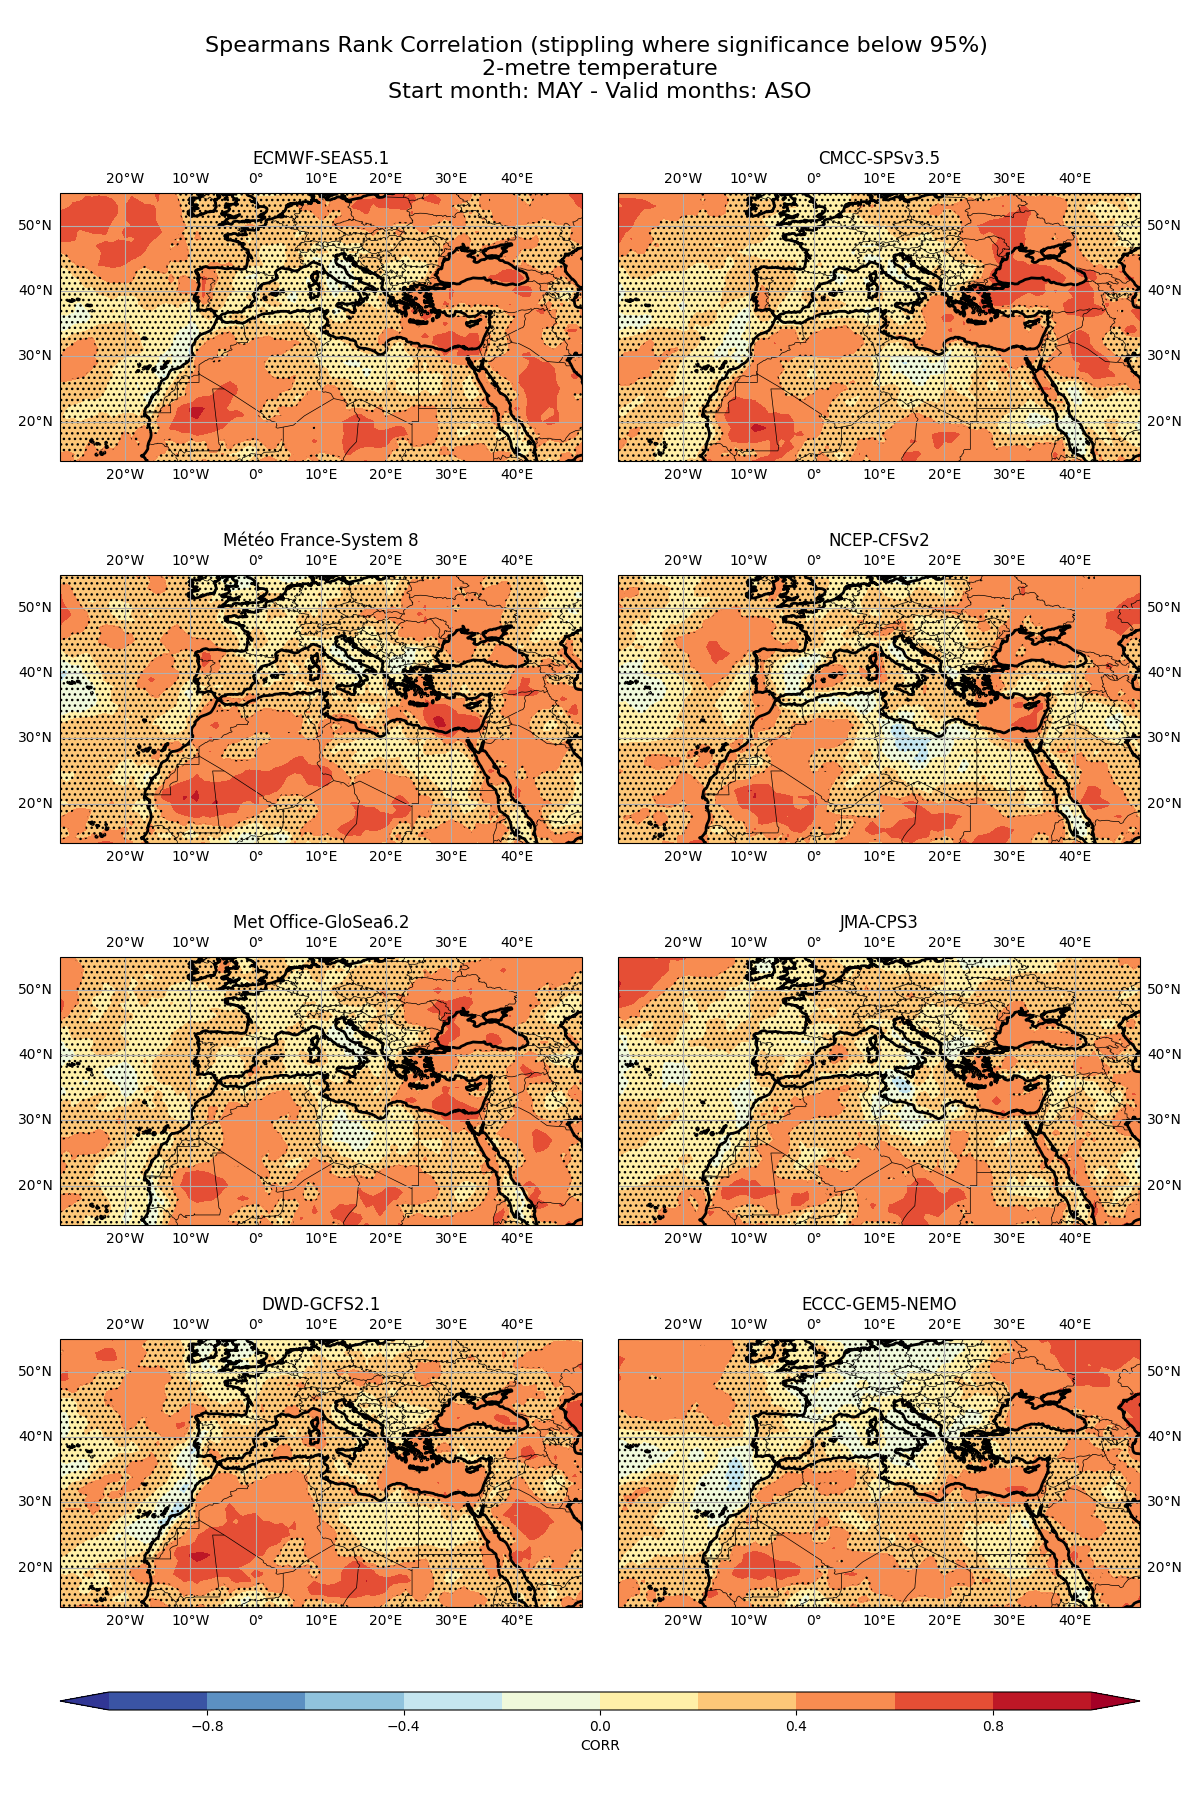 Spearmans Rank Correlation (stippling where significance below 95%)
2-metre temperature
Start month: MAY - Valid months: ASO
ECMWF-SEAS5.1
20°W 10°W 0° 10°E 20°E 30°E 40°E
50°N
40°N
30°N
20°N
20°W 10°W 0° 10°E 20°E 30°E 40°E
CMCC-SPSv3.5
20°W 10°W 0° 10°E 20°E 30°E 40°E
50°N
40°N
30°N
20°N
20°W 10°W 0° 10°E 20°E 30°E 40°E
Météo France-System 8
20°W 10°W 0° 10°E 20°E 30°E 40°E
50°N
40°N
30°N
20°N
20°W 10°W 0° 10°E 20°E 30°E 40°E
NCEP-CFSv2
20°W 10°W 0° 10°E 20°E 30°E 40°E
50°N
40°N
30°N
20°N
20°W 10°W 0° 10°E 20°E 30°E 40°E
Met Office-GloSea6.2
20°W 10°W 0° 10°E 20°E 30°E 40°E
50°N
40°N
30°N
20°N
20°W 10°W 0° 10°E 20°E 30°E 40°E
JMA-CPS3
20°W 10°W 0° 10°E 20°E 30°E 40°E
50°N
40°N
30°N
20°N
20°W 10°W 0° 10°E 20°E 30°E 40°E
DWD-GCFS2.1
20°W 10°W 0° 10°E 20°E 30°E 40°E
50°N
40°N
30°N
20°N
20°W 10°W 0° 10°E 20°E 30°E 40°E
ECCC-GEM5-NEMO
20°W 10°W 0° 10°E 20°E 30°E 40°E
50°N
40°N
30°N
20°N
20°W 10°W 0° 10°E 20°E 30°E 40°E
−0.8 −0.4 0.0 0.4 0.8
CORR